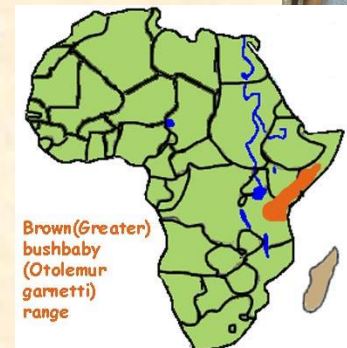 Brown(Greater)
bushbaby
(Otolemur
garnetti)
range